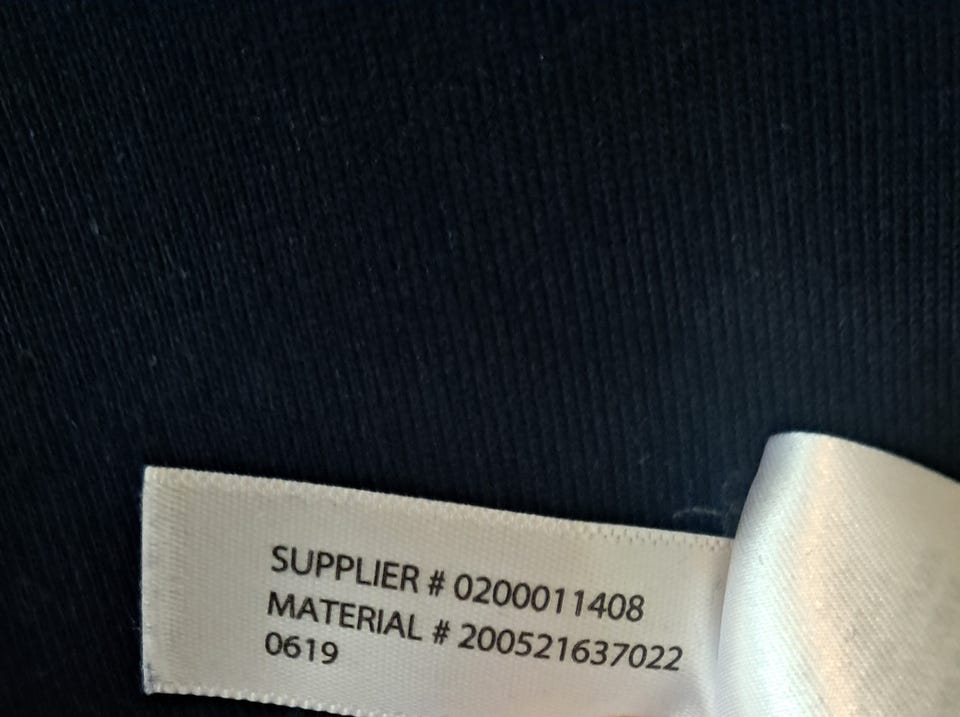 SUPPLIER # 0200011408
MATERIAL # 200521637022
0619